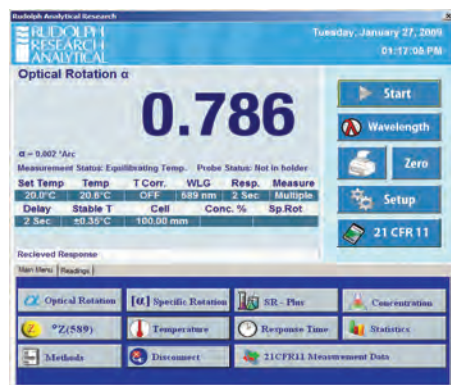 Rudolph Analytical Research
RUDOLPH
RESEARCH
ANALYTICAL
Tuesday, January 27, 2009
01:17:05 PM
Optical Rotation α
0.786
α = 0.002 °Arc
Measurement Status: Equilibrating Temp. Probe Status: Not in holder
Set Temp Temp T Corr. WLG Resp. Measure
20.0°C 20.6°C OFF 589 nm 2 Sec Multiple
Delay Stable T Cell Conc. % Sp.Rot
2 Sec ±0.35°C 100.00 mm
Start
Wavelength
Zero
Setup
21 CFR 11
Recieved Response
Main Menu Readings
α Optical Rotation [α] Specific Rotation SR - Plus Concentration
Z °Z(589) Temperature Response Time Statistics
Methods Disconnect 21CFR11 Measurement Data